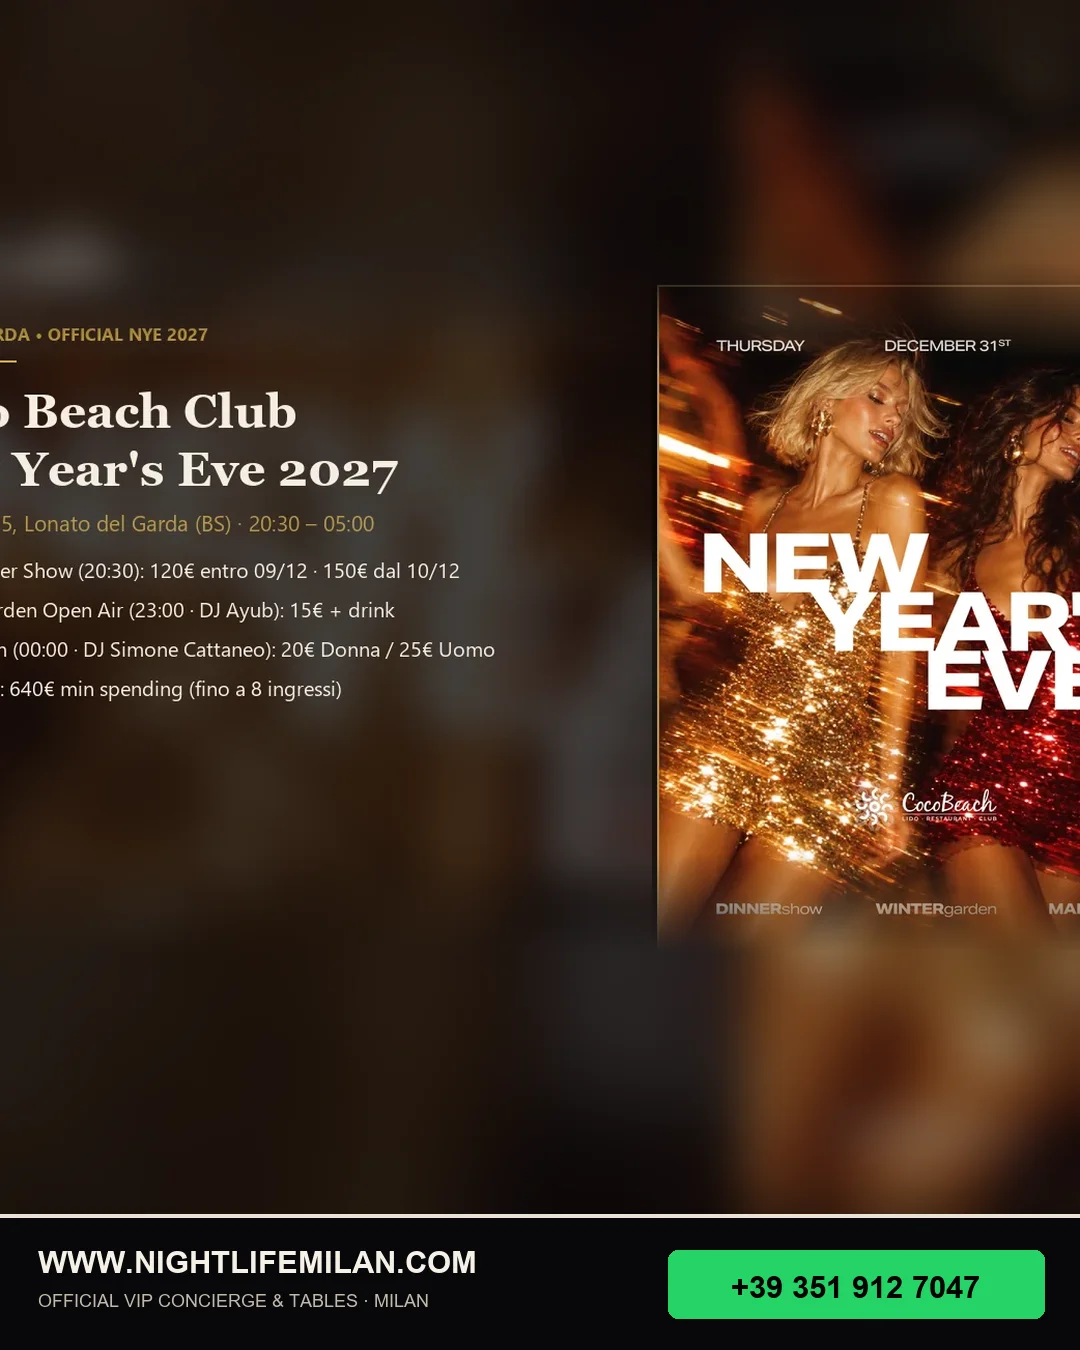 RDA • OFFICIAL NYE 2027
o Beach Club
Year's Eve 2027
5, Lonato del Garda (BS) · 20:30 – 05:00
er Show (20:30): 120€ entro 09/12 · 150€ dal 10/12
rden Open Air (23:00 · DJ Ayub): 15€ + drink
n (00:00 · DJ Simone Cattaneo): 20€ Donna / 25€ Uomo
: 640€ min spending (fino a 8 ingressi)
THURSDAY DECEMBER 31ST
NEW
YEAR'
EVE
CocoBeach
LIDO · RESTAURANT · CLUB
DINNERshow WINTERgarden MAI
WWW.NIGHTLIFEMILAN.COM
OFFICIAL VIP CONCIERGE & TABLES · MILAN
+39 351 912 7047